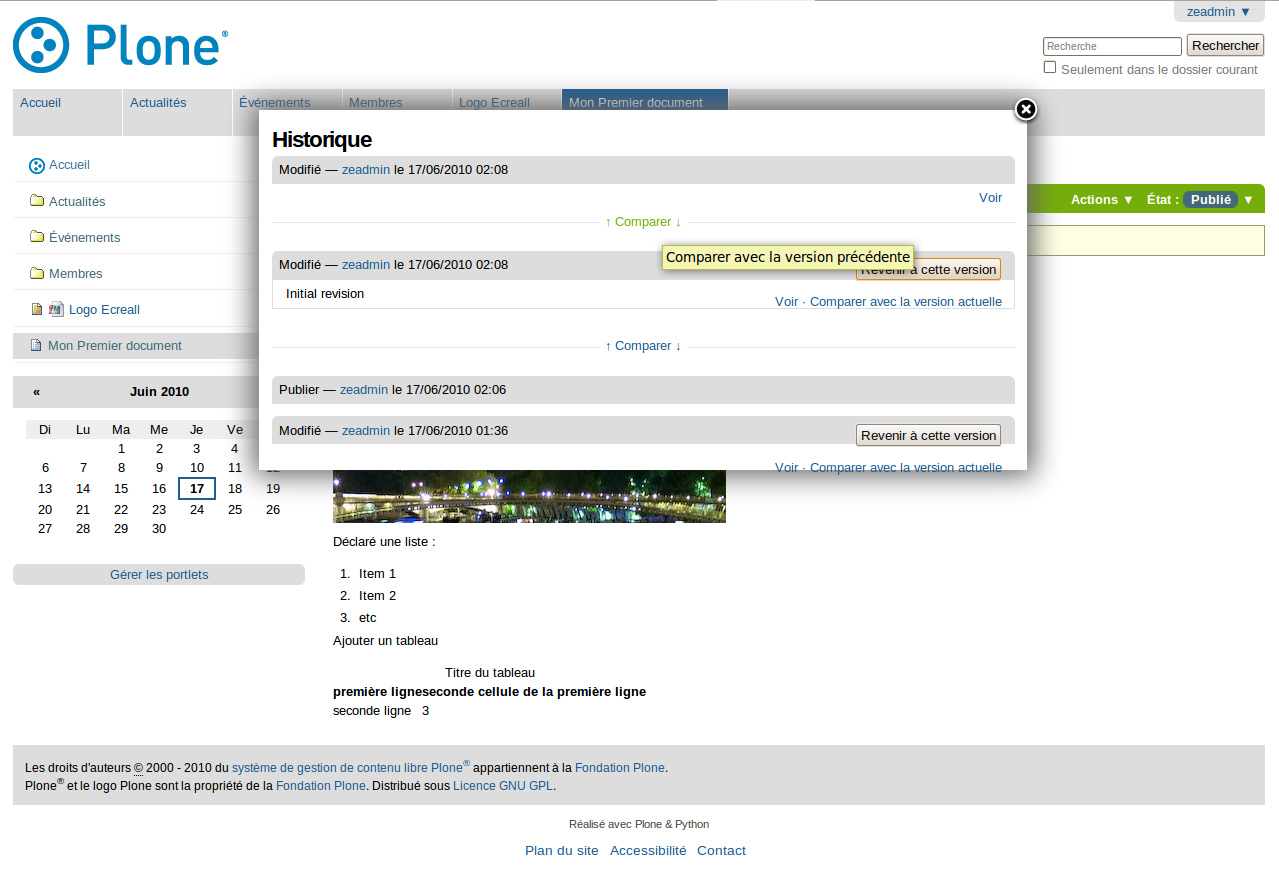 zeadmin ▼
Plone®
Recherche Rechercher
Seulement dans le dossier courant
Accueil Actualités Événements Membres Logo Ecreall Mon Premier document
Historique
Modifié — zeadmin le 17/06/2010 02:08
Voir
↑ Comparer ↓
Comparer avec la version précédente
Modifié — zeadmin le 17/06/2010 02:08
Revenir à cette version
Initial revision
Voir · Comparer avec la version actuelle
↑ Comparer ↓
Publier — zeadmin le 17/06/2010 02:06
Modifié — zeadmin le 17/06/2010 01:36
Revenir à cette version
Voir · Comparer avec la version actuelle
Actions ▼ État : Publié ▼
Accueil
Actualités
Événements
Membres
Logo Ecreall
Mon Premier document
« Juin 2010
Di Lu Ma Me Je Ve
1 2 3 4
6 7 8 9 10 11 12
13 14 15 16 17 18 19
20 21 22 23 24 25 26
27 28 29 30
Gérer les portlets
Déclaré une liste :
1. Item 1
2. Item 2
3. etc
Ajouter un tableau
Titre du tableau
première ligneseconde cellule de la première ligne
seconde ligne 3
Les droits d'auteurs © 2000 - 2010 du système de gestion de contenu libre Plone® appartiennent à la Fondation Plone.
Plone® et le logo Plone sont la propriété de la Fondation Plone. Distribué sous Licence GNU GPL.
Réalisé avec Plone & Python
Plan du site Accessibilité Contact